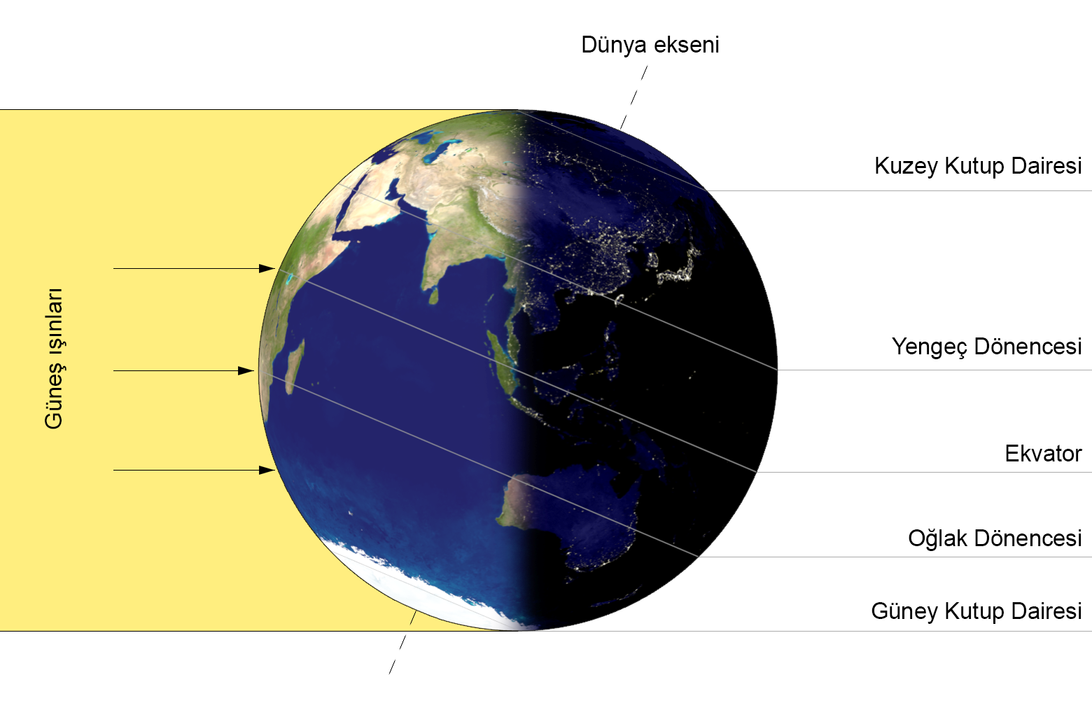 Dünya ekseni
Kuzey Kutup Dairesi
Yengeç Dönencesi
Güneş ışınları
Ekvator
Oğlak Dönencesi
Güney Kutup Dairesi